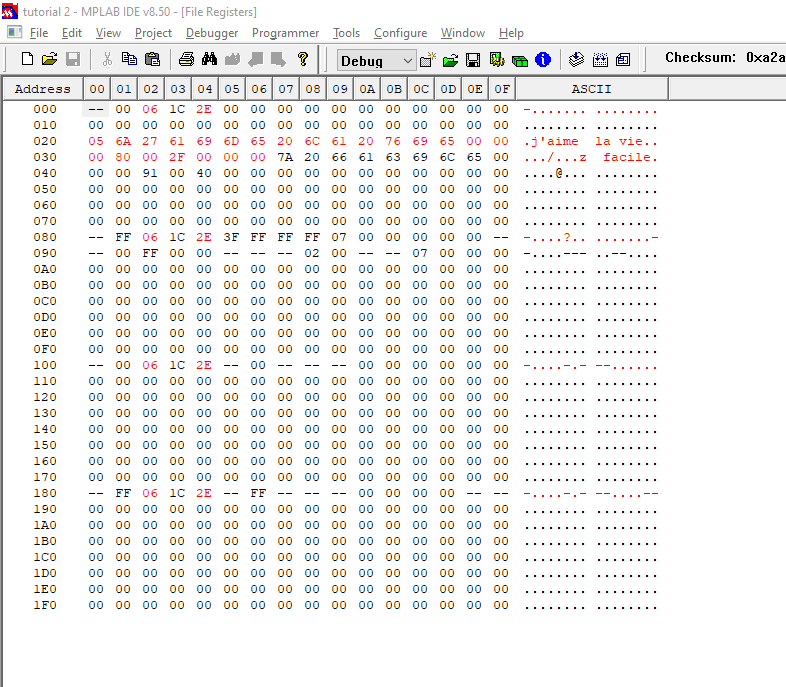 tutorial 2 - MPLAB IDE v8.50 - [File Registers]
File Edit View Project Debugger Programmer Tools Configure Window Help
Debug Checksum: 0xa2a
Address 00 01 02 03 04 05 06 07 08 09 0A 0B 0C 0D 0E 0F ASCII
000 -- 00 06 1C 2E 00 00 00 00 00 00 00 00 00 00 00 -....... ........
010 00 00 00 00 00 00 00 00 00 00 00 00 00 00 00 00 ........ ........
020 05 6A 27 61 69 6D 65 20 6C 61 20 76 69 65 00 00 .j'aime  la vie..
030 00 80 00 2F 00 00 00 7A 20 66 61 63 69 6C 65 00 .../...z  facile.
040 00 00 91 00 40 00 00 00 00 00 00 00 00 00 00 00 ....@... ........
050 00 00 00 00 00 00 00 00 00 00 00 00 00 00 00 00 ........ ........
060 00 00 00 00 00 00 00 00 00 00 00 00 00 00 00 00 ........ ........
070 00 00 00 00 00 00 00 00 00 00 00 00 00 00 00 00 ........ ........
080 -- FF 06 1C 2E 3F FF FF FF 07 00 00 00 00 00 -- -....?.. .......-
090 -- 00 FF 00 00 -- -- -- 02 00 -- -- 07 00 00 00 -....--- ..--....
0A0 00 00 00 00 00 00 00 00 00 00 00 00 00 00 00 00 ........ ........
0B0 00 00 00 00 00 00 00 00 00 00 00 00 00 00 00 00 ........ ........
0C0 00 00 00 00 00 00 00 00 00 00 00 00 00 00 00 00 ........ ........
0D0 00 00 00 00 00 00 00 00 00 00 00 00 00 00 00 00 ........ ........
0E0 00 00 00 00 00 00 00 00 00 00 00 00 00 00 00 00 ........ ........
0F0 00 00 00 00 00 00 00 00 00 00 00 00 00 00 00 00 ........ ........
100 -- 00 06 1C 2E -- 00 -- -- -- 00 00 00 00 00 00 -....-.- --......
110 00 00 00 00 00 00 00 00 00 00 00 00 00 00 00 00 ........ ........
120 00 00 00 00 00 00 00 00 00 00 00 00 00 00 00 00 ........ ........
130 00 00 00 00 00 00 00 00 00 00 00 00 00 00 00 00 ........ ........
140 00 00 00 00 00 00 00 00 00 00 00 00 00 00 00 00 ........ ........
150 00 00 00 00 00 00 00 00 00 00 00 00 00 00 00 00 ........ ........
160 00 00 00 00 00 00 00 00 00 00 00 00 00 00 00 00 ........ ........
170 00 00 00 00 00 00 00 00 00 00 00 00 00 00 00 00 ........ ........
180 -- FF 06 1C 2E -- FF -- -- -- 00 00 00 00 -- -- -....-.- --....--
190 00 00 00 00 00 00 00 00 00 00 00 00 00 00 00 00 ........ ........
1A0 00 00 00 00 00 00 00 00 00 00 00 00 00 00 00 00 ........ ........
1B0 00 00 00 00 00 00 00 00 00 00 00 00 00 00 00 00 ........ ........
1C0 00 00 00 00 00 00 00 00 00 00 00 00 00 00 00 00 ........ ........
1D0 00 00 00 00 00 00 00 00 00 00 00 00 00 00 00 00 ........ ........
1E0 00 00 00 00 00 00 00 00 00 00 00 00 00 00 00 00 ........ ........
1F0 00 00 00 00 00 00 00 00 00 00 00 00 00 00 00 00 ........ ........